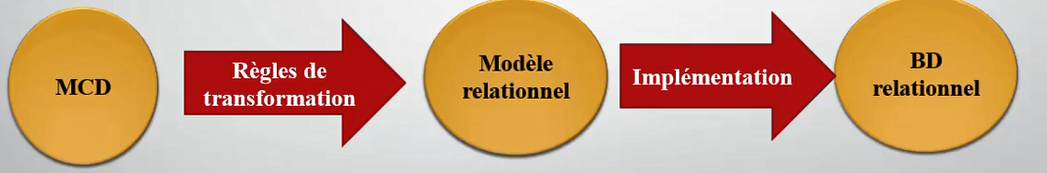 MCD
Règles de
transformation
Modèle
relationnel
Implémentation
BD
relationnel